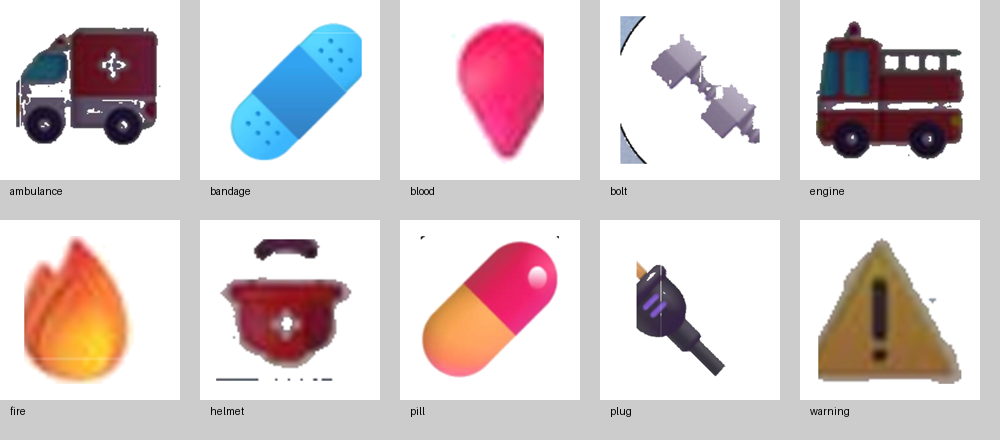 ambulance
bandage
blood
bolt
engine
fire
helmet
pill
plug
warning